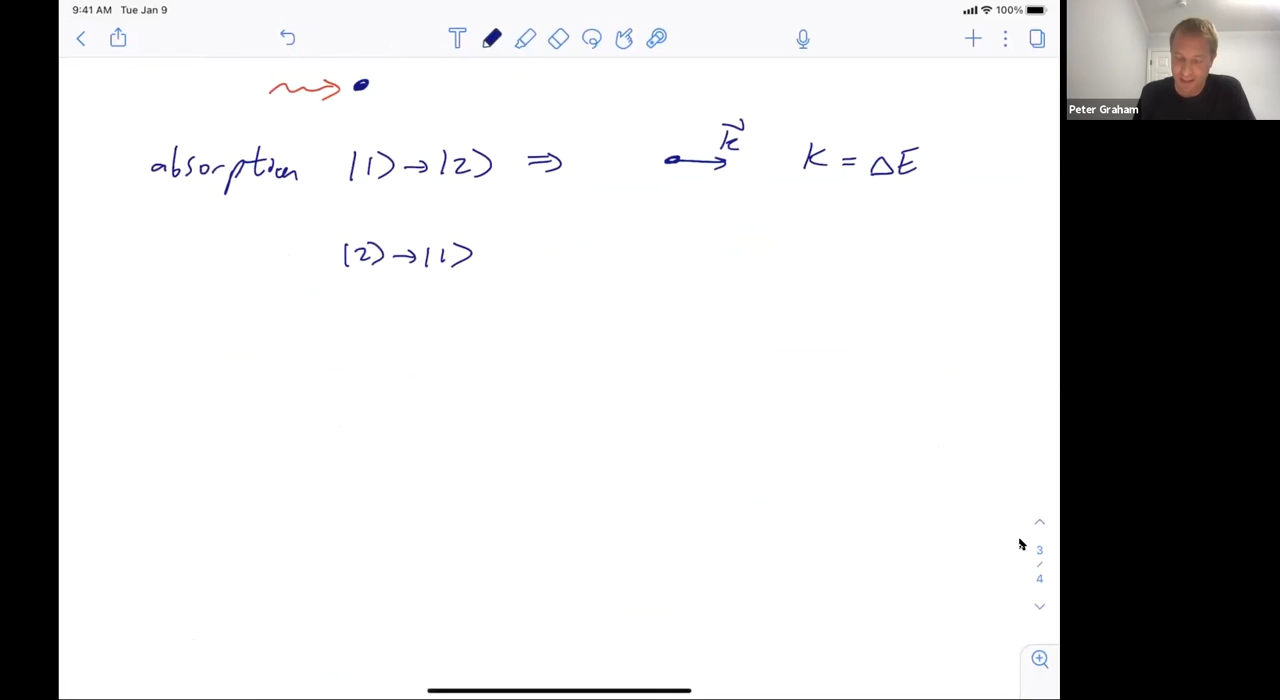 9:41 AM Tue Jan 9
100%
T
absorption |1⟩→|2⟩ ⇒ k⃗ K = ΔE
|2⟩→|1⟩
3
/
4
Peter Graham